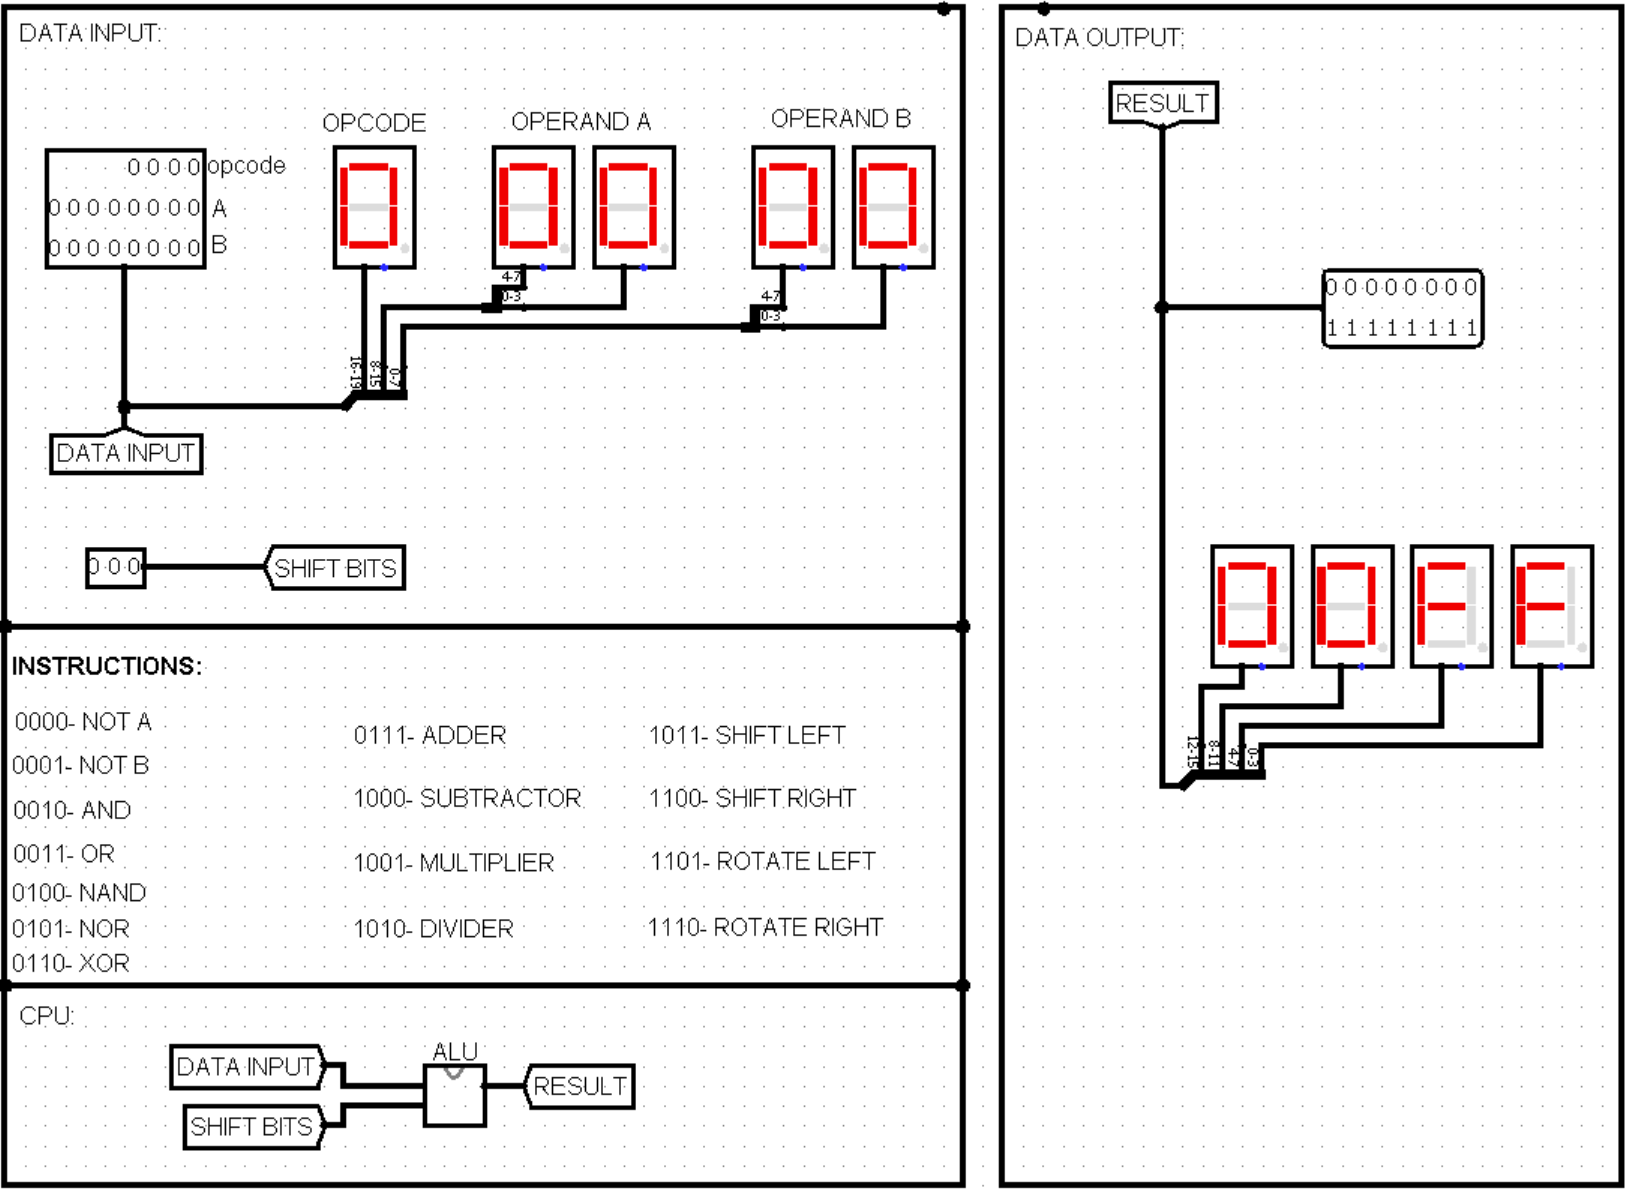 DATA INPUT:
OPCODE
OPERAND A
OPERAND B
0 0 0 0 opcode
0 0 0 0 0 0 0 0 A
0 0 0 0 0 0 0 0 B
0
0 0
0 0
4-7
0-3
4-7
0-3
16-19
8-15
0-7
DATA INPUT
0 0 0
SHIFT BITS
INSTRUCTIONS:
0000- NOT A
0001- NOT B
0010- AND
0011- OR
0100- NAND
0101- NOR
0110- XOR
0111- ADDER
1000- SUBTRACTOR
1001- MULTIPLIER
1010- DIVIDER
1011- SHIFT LEFT
1100- SHIFT RIGHT
1101- ROTATE LEFT
1110- ROTATE RIGHT
CPU:
DATA INPUT
SHIFT BITS
ALU
RESULT
DATA OUTPUT:
RESULT
0 0 0 0 0 0 0 0
1 1 1 1 1 1 1 1
0 0 F F
12-15
8-11
4-7
0-3